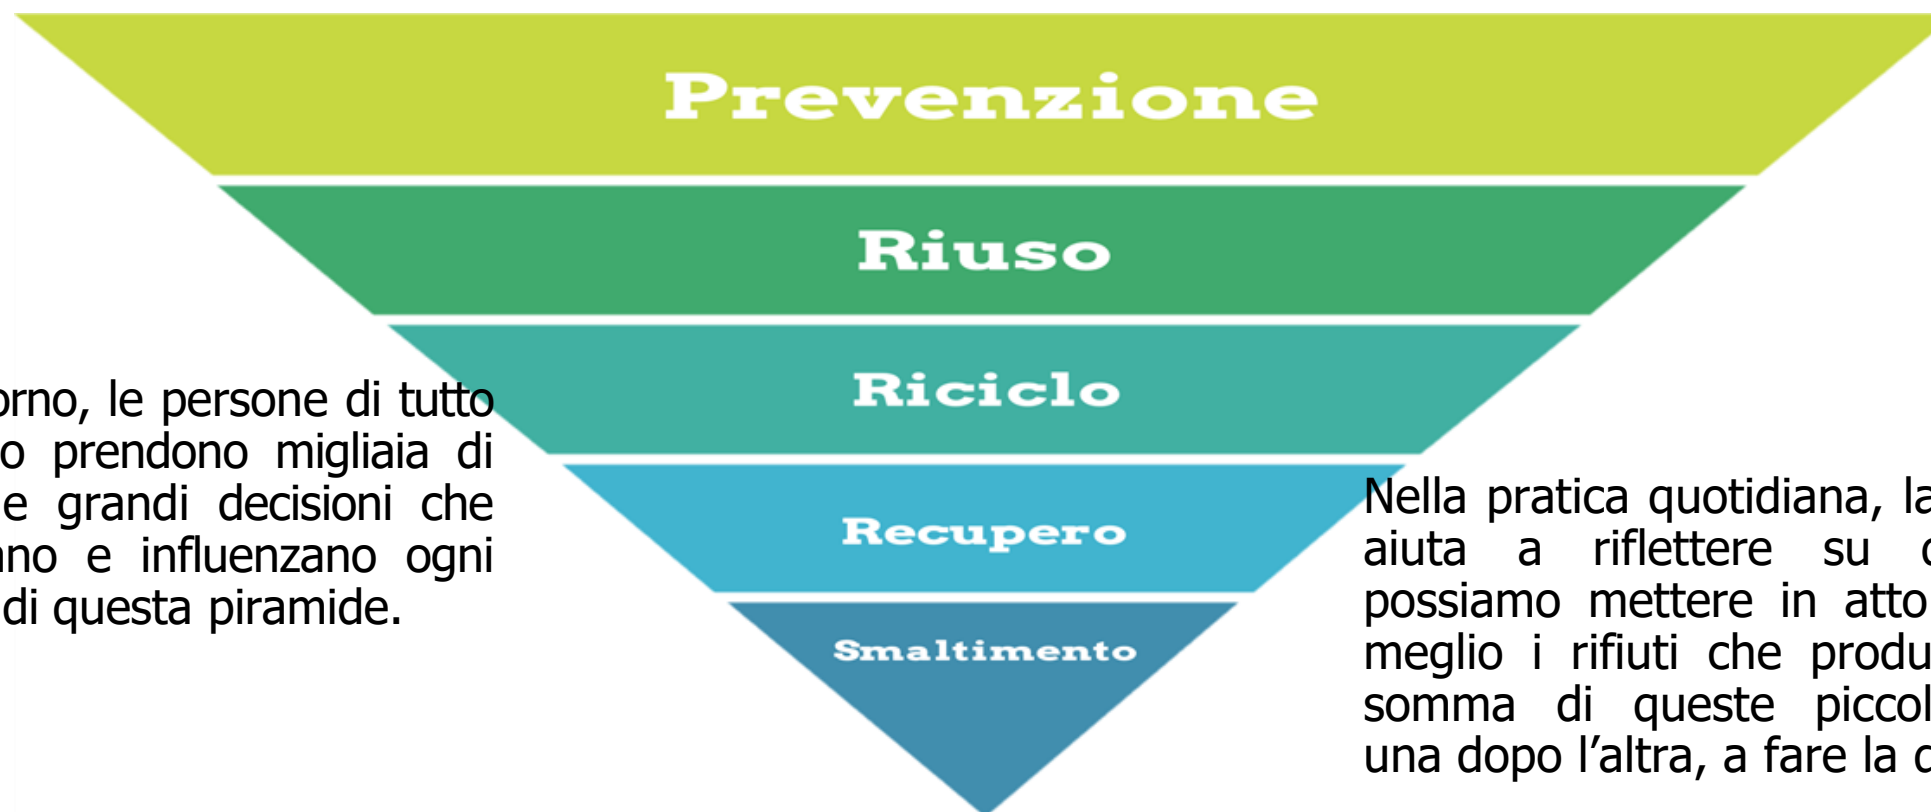 Prevenzione
Riuso
Riciclo
Recupero
Smaltimento
orno, le persone di tutto
o prendono migliaia di
e grandi decisioni che
ano e influenzano ogni
di questa piramide.
Nella pratica quotidiana, la
aiuta a riflettere su
possiamo mettere in atto
meglio i rifiuti che produ
somma di queste piccol
una dopo l’altra, a fare la